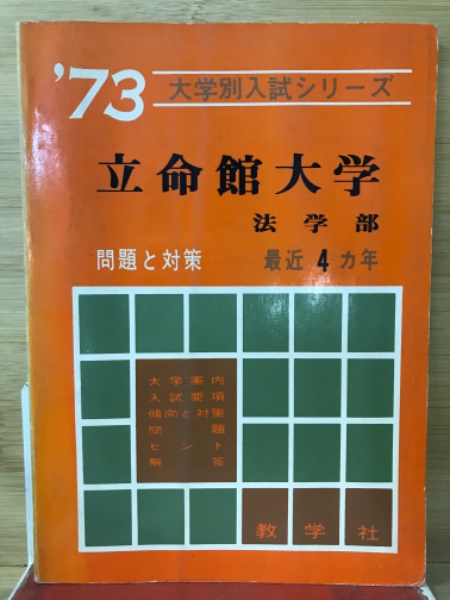 '73 大学別入試シリーズ
立命館大学
法学部
問題と対策 最近4カ年
大学案内
入試要項
傾向と対策
問題
ヒント
解答
教学社